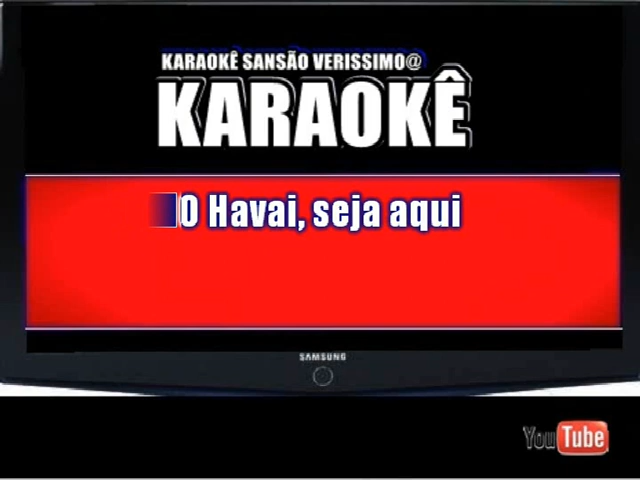 KARAOKÊ SANSÃO VERISSIMO@
KARAOKÊ
O Havai, seja aqui
SAMSUNG
YouTube